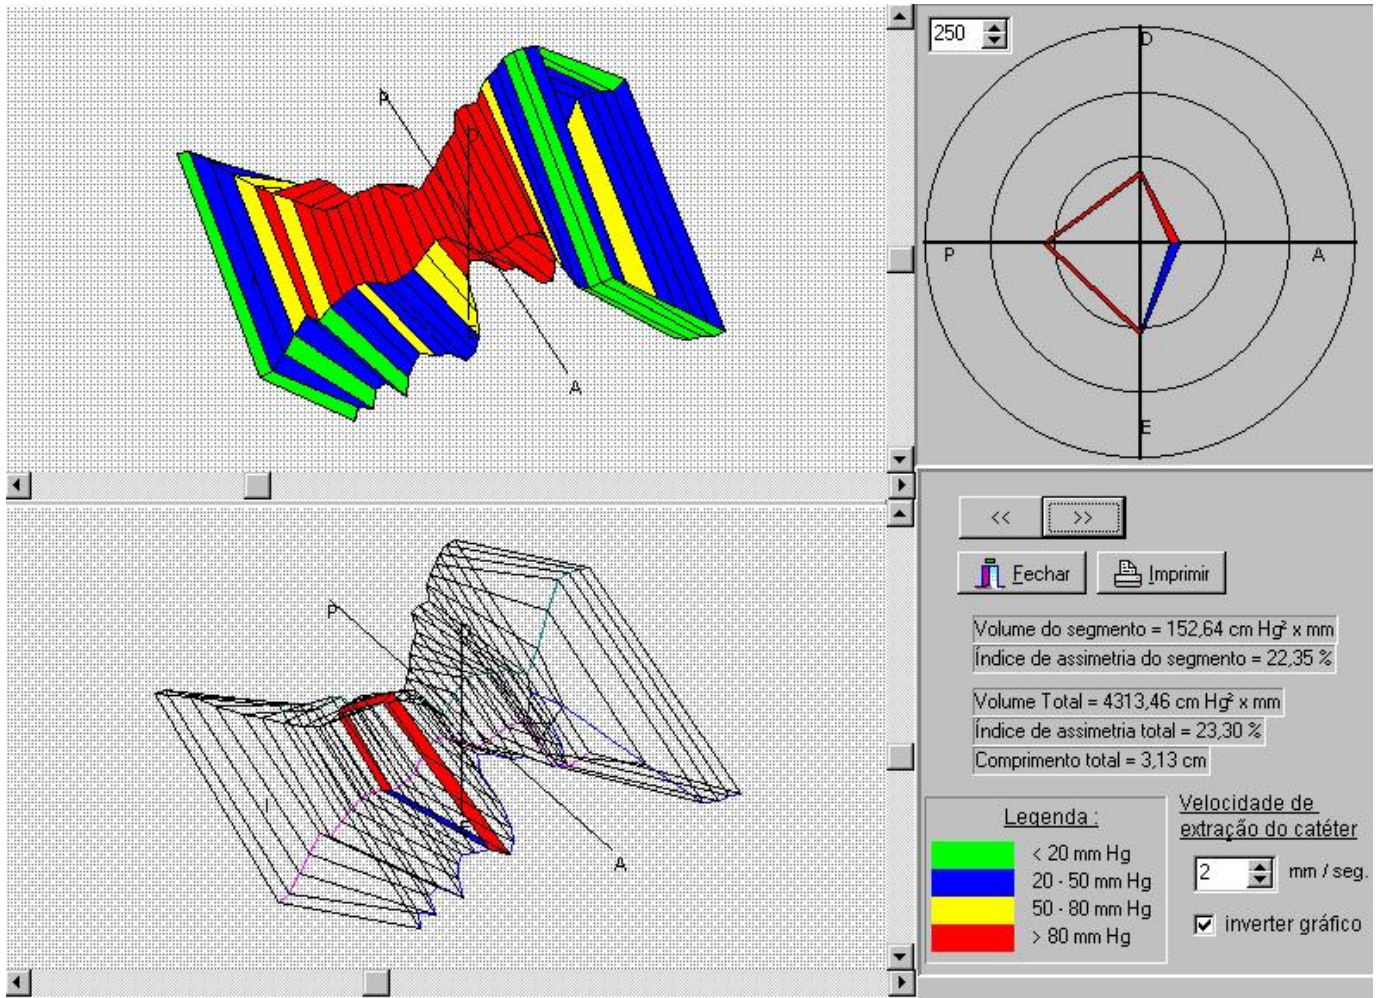 P
D
E
A
250
D
P
A
E
P
D
E
A
<<
>>
Fechar
Imprimir
Volume do segmento = 152,64 cm Hg² x mm
Índice de assimetria do segmento = 22,35 %
Volume Total = 4313,46 cm Hg² x mm
Índice de assimetria total = 23,30 %
Comprimento total = 3,13 cm
Legenda :
< 20 mm Hg
20 - 50 mm Hg
50 - 80 mm Hg
> 80 mm Hg
Velocidade de
extração do catéter
2 mm / seg.
inverter gráfico